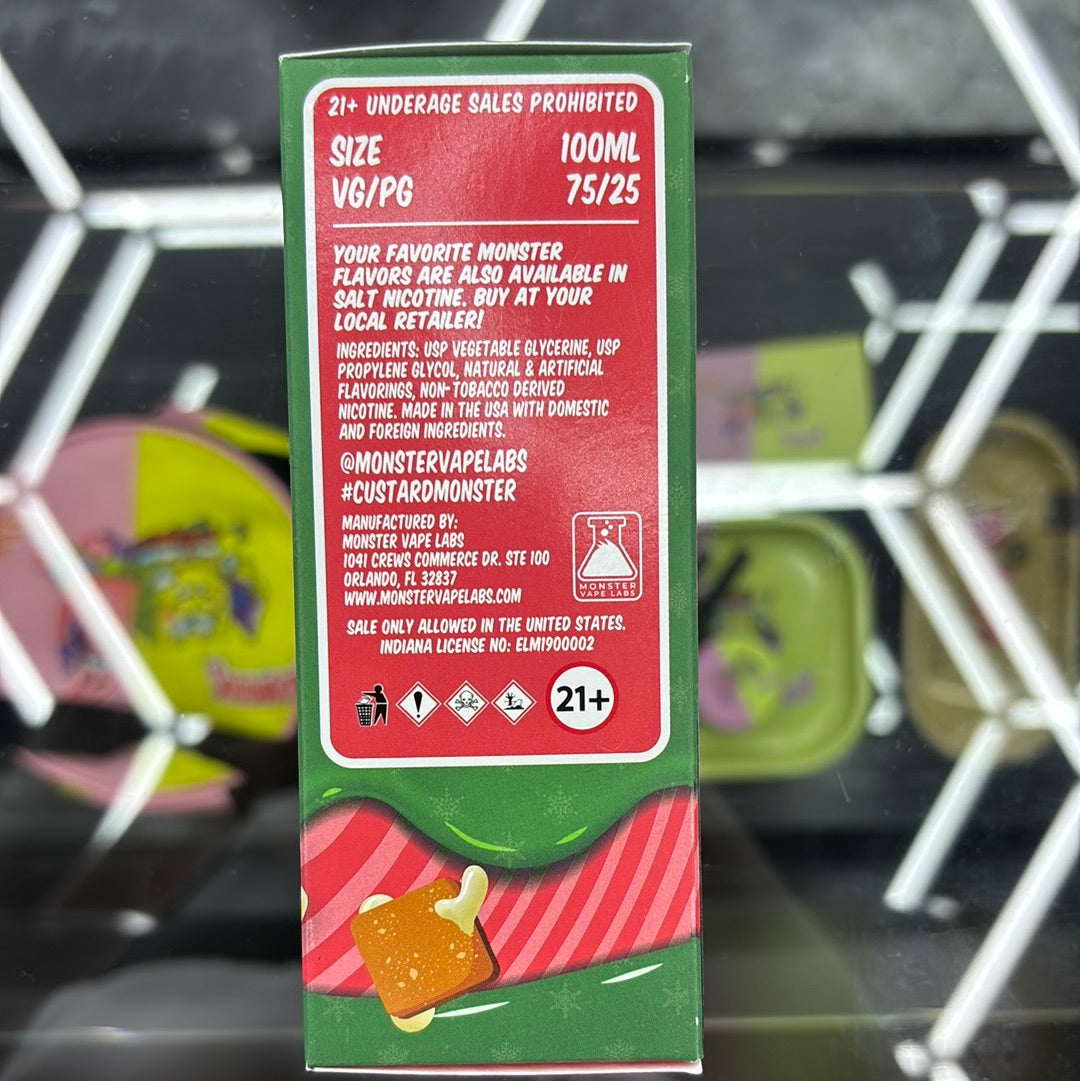 21+ UNDERAGE SALES PROHIBITED
SIZE 100ML
VG/PG 75/25
YOUR FAVORITE MONSTER
FLAVORS ARE ALSO AVAILABLE IN
SALT NICOTINE. BUY AT YOUR
LOCAL RETAILER!
INGREDIENTS: USP VEGETABLE GLYCERINE, USP
PROPYLENE GLYCOL, NATURAL & ARTIFICIAL
FLAVORINGS, NON-TOBACCO DERIVED
NICOTINE. MADE IN THE USA WITH DOMESTIC
AND FOREIGN INGREDIENTS.
@MONSTERVAPELABS
#CUSTARDMONSTER
MANUFACTURED BY:
MONSTER VAPE LABS
1041 CREWS COMMERCE DR. STE 100
ORLANDO, FL 32837
WWW.MONSTERVAPELABS.COM
MONSTER
VAPE LABS
SALE ONLY ALLOWED IN THE UNITED STATES.
INDIANA LICENSE NO: ELM1900002
21+